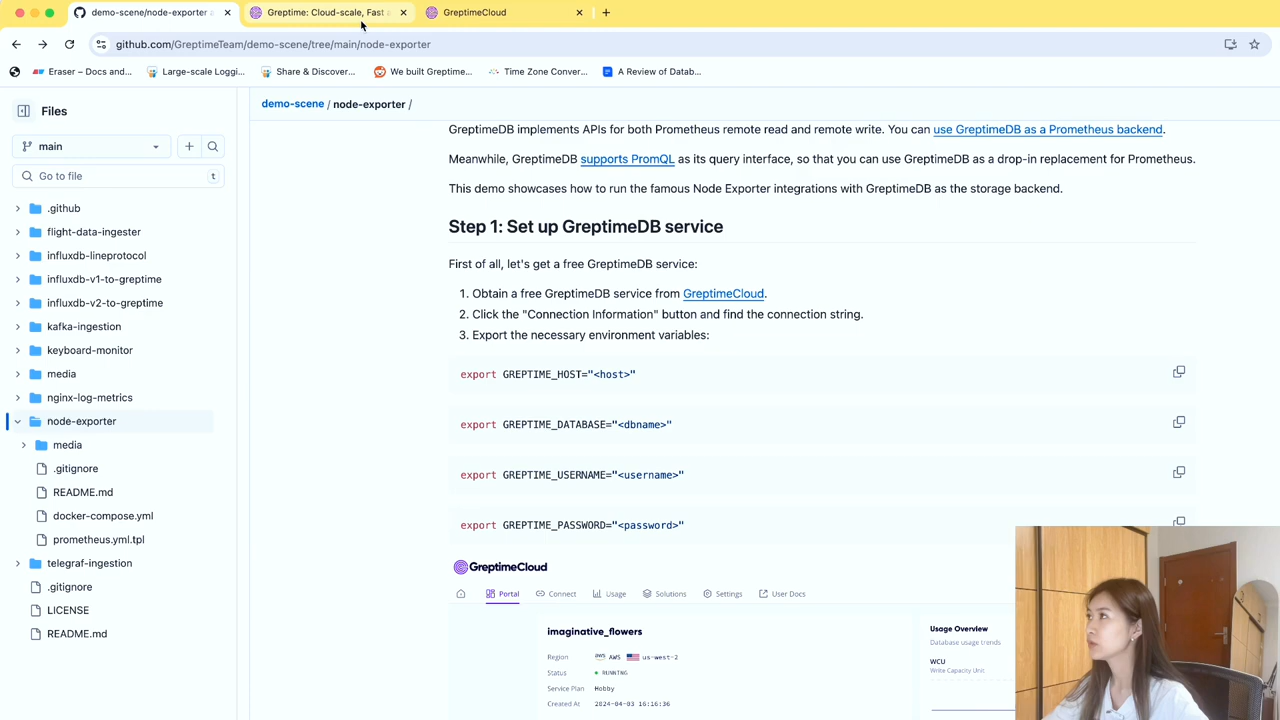 demo-scene/node-exporter
Greptime: Cloud-scale, Fast
GreptimeCloud
github.com/GreptimeTeam/demo-scene/tree/main/node-exporter
Eraser – Docs and...
Large-scale Loggi...
Share & Discover...
We built Greptime...
Time Zone Conver...
A Review of Datab...
Files
demo-scene / node-exporter /
main
Go to file
t
.github
flight-data-ingester
influxdb-lineprotocol
influxdb-v1-to-greptime
influxdb-v2-to-greptime
kafka-ingestion
keyboard-monitor
media
nginx-log-metrics
node-exporter
media
.gitignore
README.md
docker-compose.yml
prometheus.yml.tpl
telegraf-ingestion
.gitignore
LICENSE
README.md
GreptimeDB implements APIs for both Prometheus remote read and remote write. You can use GreptimeDB as a Prometheus backend.
Meanwhile, GreptimeDB supports PromQL as its query interface, so that you can use GreptimeDB as a drop-in replacement for Prometheus.
This demo showcases how to run the famous Node Exporter integrations with GreptimeDB as the storage backend.
Step 1: Set up GreptimeDB service
First of all, let's get a free GreptimeDB service:
1. Obtain a free GreptimeDB service from GreptimeCloud.
2. Click the "Connection Information" button and find the connection string.
3. Export the necessary environment variables:
export GREPTIME_HOST="<host>"
export GREPTIME_DATABASE="<dbname>"
export GREPTIME_USERNAME="<username>"
export GREPTIME_PASSWORD="<password>"
GreptimeCloud
Portal Connect Usage Solutions Settings User Docs
imaginative_flowers
Region aws AWS us-west-2
Status RUNNING
Service Plan Hobby
Created At 2024-04-03 16:16:36
Usage Overview
Database usage trends
WCU
Write Capacity Unit